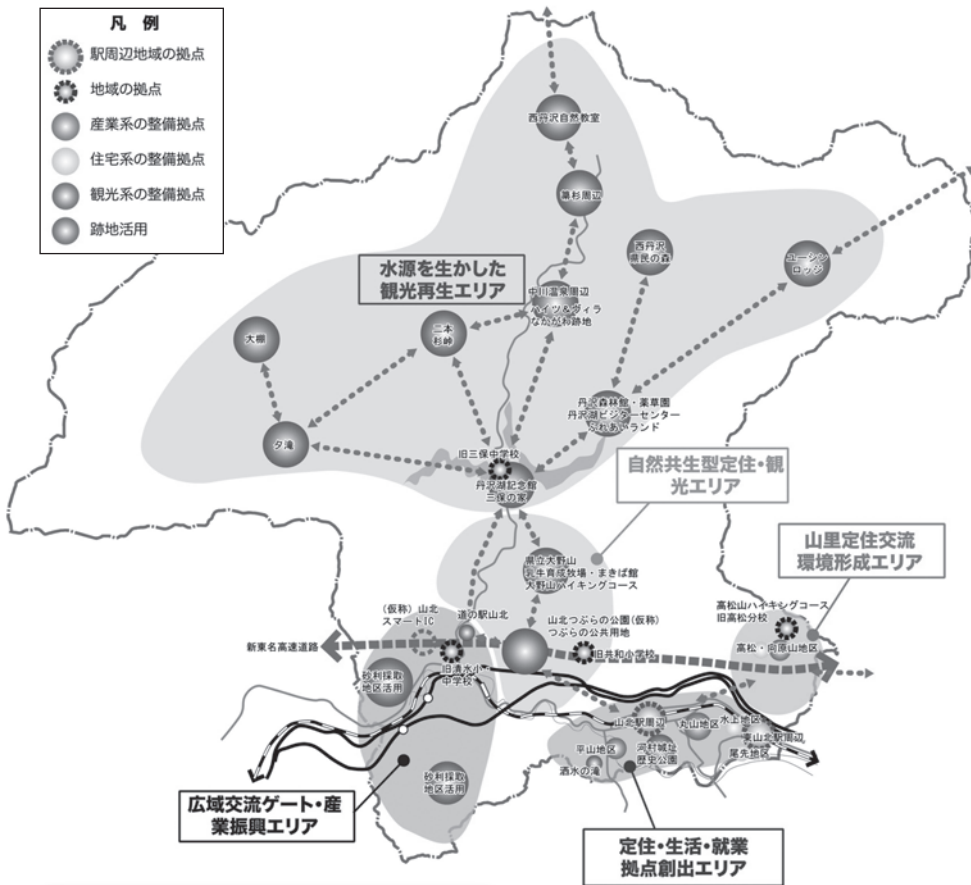 凡 例
駅周辺地域の拠点
地域の拠点
産業系の整備拠点
住宅系の整備拠点
観光系の整備拠点
跡地活用
西丹沢自然教室
箒杉周辺
西丹沢
県民の森
ユーシン
ロッジ
水源を生かした
観光再生エリア
中川温泉周辺
ハイツ&ヴィラ
なかがわ跡地
大棚
二本
杉峠
夕滝
丹沢森林館・薬草園
丹沢湖ビジターセンター
ふれあいランド
旧三保中学校
丹沢湖記念館
三保の家
自然共生型定住・観
光エリア
山里定住交流
環境形成エリア
県立大野山
乳牛育成牧場・まきば館
大野山ハイキングコース
高松山ハイキングコース
旧高松分校
(仮称)山北
スマートIC
道の駅山北
山北つぶらの公園(仮称)
つぶらの公共用地
新東名高速道路
旧共和小学校
高松・向原山地区
旧清水小
中学校
砂利採取
地区活用
山北駅周辺
丸山地区
水上地区
東山北駅周辺
尾先地区
平山地区
河村城址
歴史公園
洒水の滝
砂利採取
地区活用
広域交流ゲート・産
業振興エリア
定住・生活・就業
拠点創出エリア